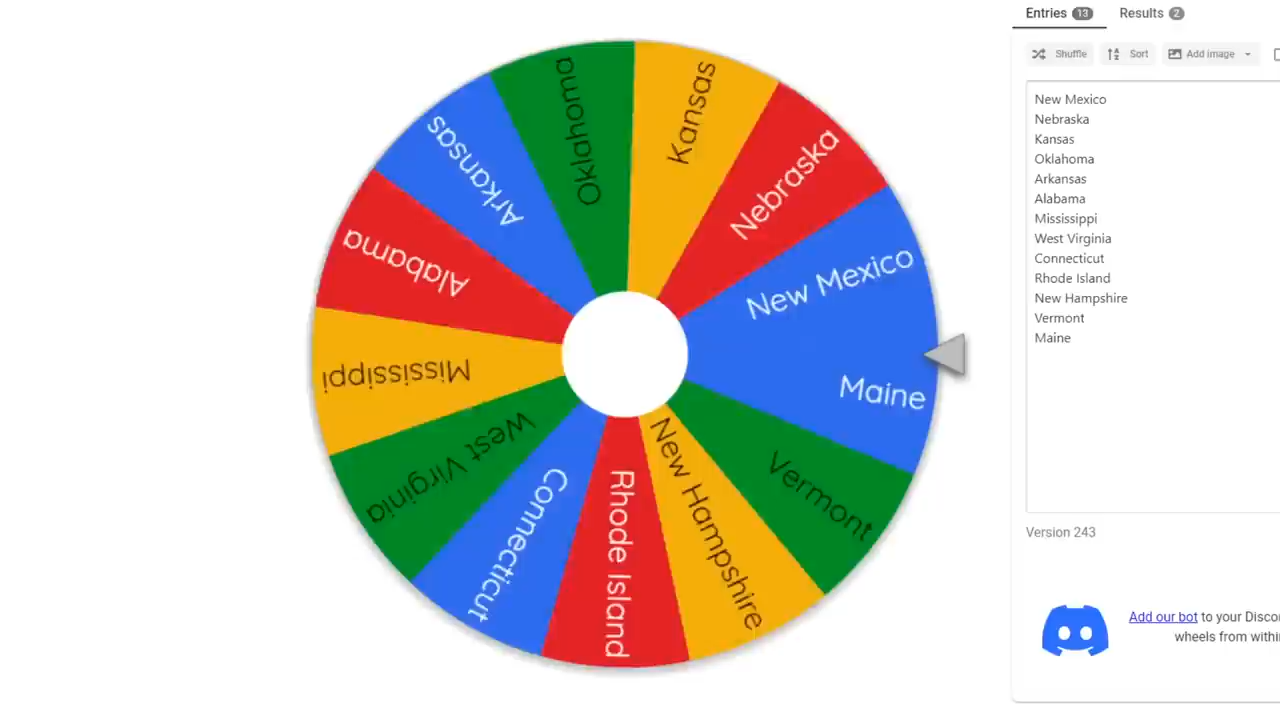 Entries 13 Results 2
Shuffle Sort Add image
New Mexico
Nebraska
Kansas
Oklahoma
Arkansas
Alabama
Mississippi
West Virginia
Connecticut
Rhode Island
New Hampshire
Vermont
Maine
Version 243
Add our bot to your
wheels from
Kansas
Nebraska
New Mexico
Maine
Vermont
New Hampshire
Rhode Island
Connecticut
West Virginia
Mississippi
Alabama
Arkansas
Oklahoma